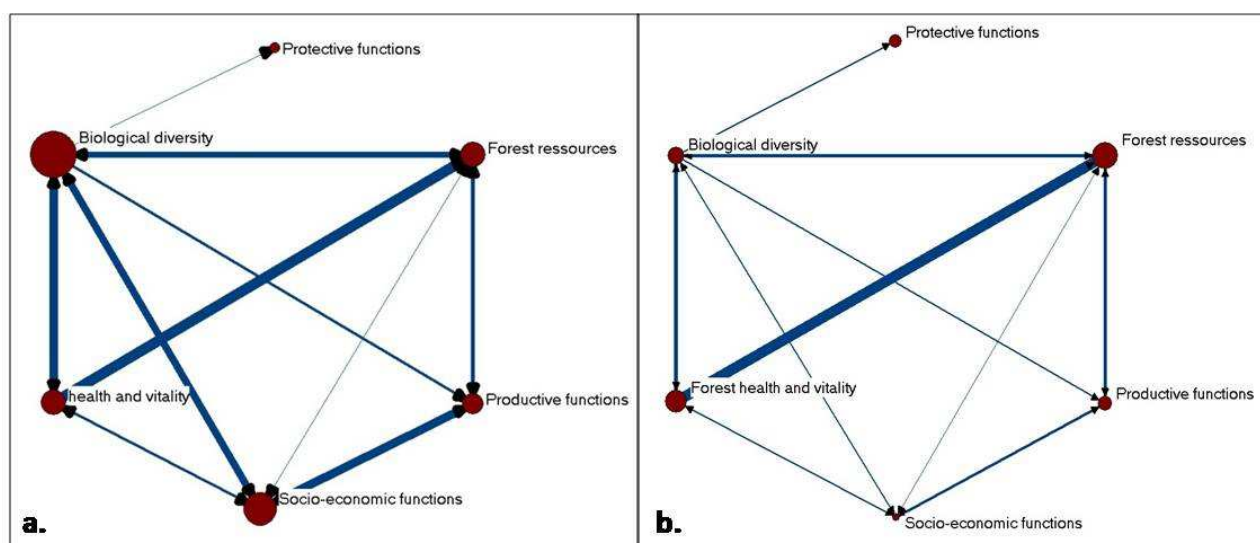 Protective functions
Biological diversity
Forest ressources
health and vitality
Productive functions
Socio-economic functions
a.
Protective functions
Biological diversity
Forest ressources
Forest health and vitality
Productive functions
Socio-economic functions
b.